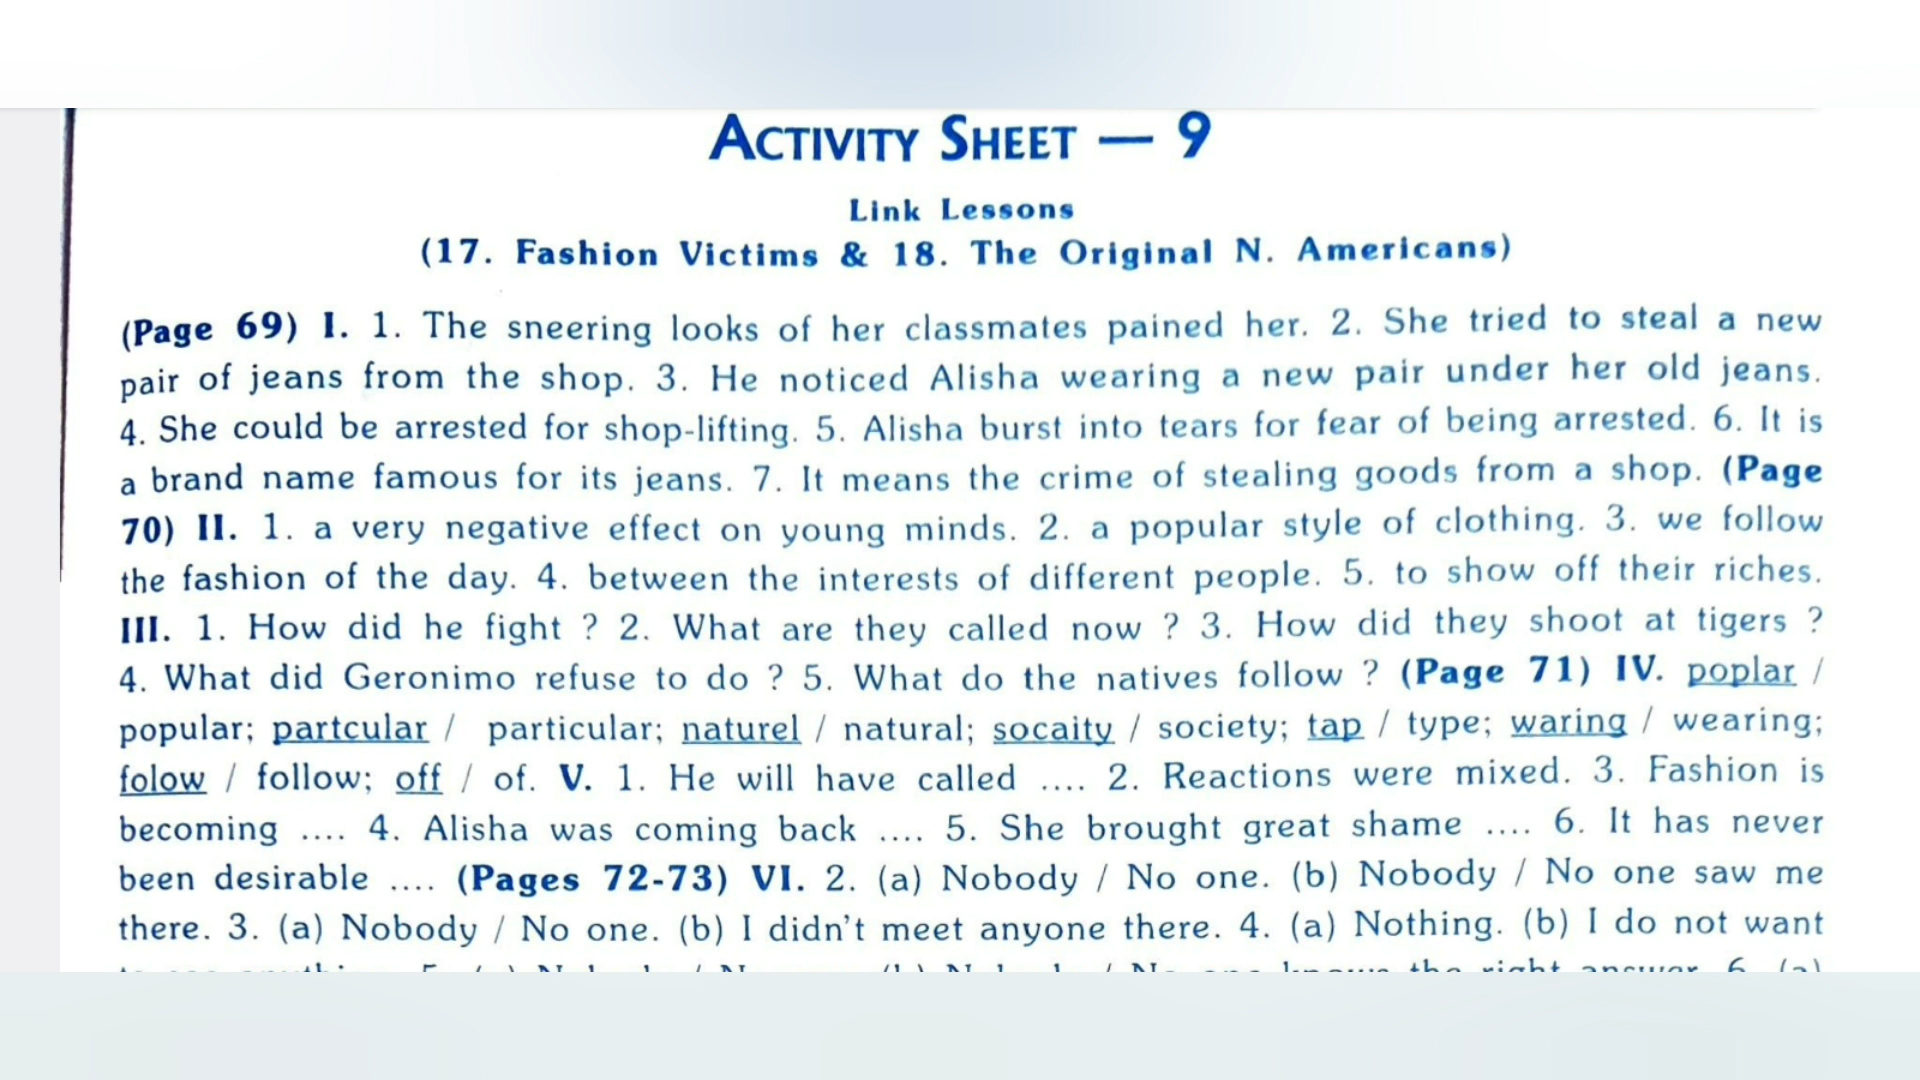 ACTIVITY SHEET — 9
Link Lessons
(17. Fashion Victims & 18. The Original N. Americans)
(Page 69) I. 1. The sneering looks of her classmates pained her. 2. She tried to steal a new
pair of jeans from the shop. 3. He noticed Alisha wearing a new pair under her old jeans.
4. She could be arrested for shop-lifting. 5. Alisha burst into tears for fear of being arrested. 6. It is
a brand name famous for its jeans. 7. It means the crime of stealing goods from a shop. (Page
70) II. 1. a very negative effect on young minds. 2. a popular style of clothing. 3. we follow
the fashion of the day. 4. between the interests of different people. 5. to show off their riches.
III. 1. How did he fight ? 2. What are they called now ? 3. How did they shoot at tigers ?
4. What did Geronimo refuse to do ? 5. What do the natives follow ? (Page 71) IV. poplar /
popular; partcular / particular; naturel / natural; socaity / society; tap / type; waring / wearing;
folow / follow; off / of. V. 1. He will have called .... 2. Reactions were mixed. 3. Fashion is
becoming .... 4. Alisha was coming back .... 5. She brought great shame .... 6. It has never
been desirable .... (Pages 72-73) VI. 2. (a) Nobody / No one. (b) Nobody / No one saw me
there. 3. (a) Nobody / No one. (b) I didn't meet anyone there. 4. (a) Nothing. (b) I do not want
knows the right answer. 6. (a)